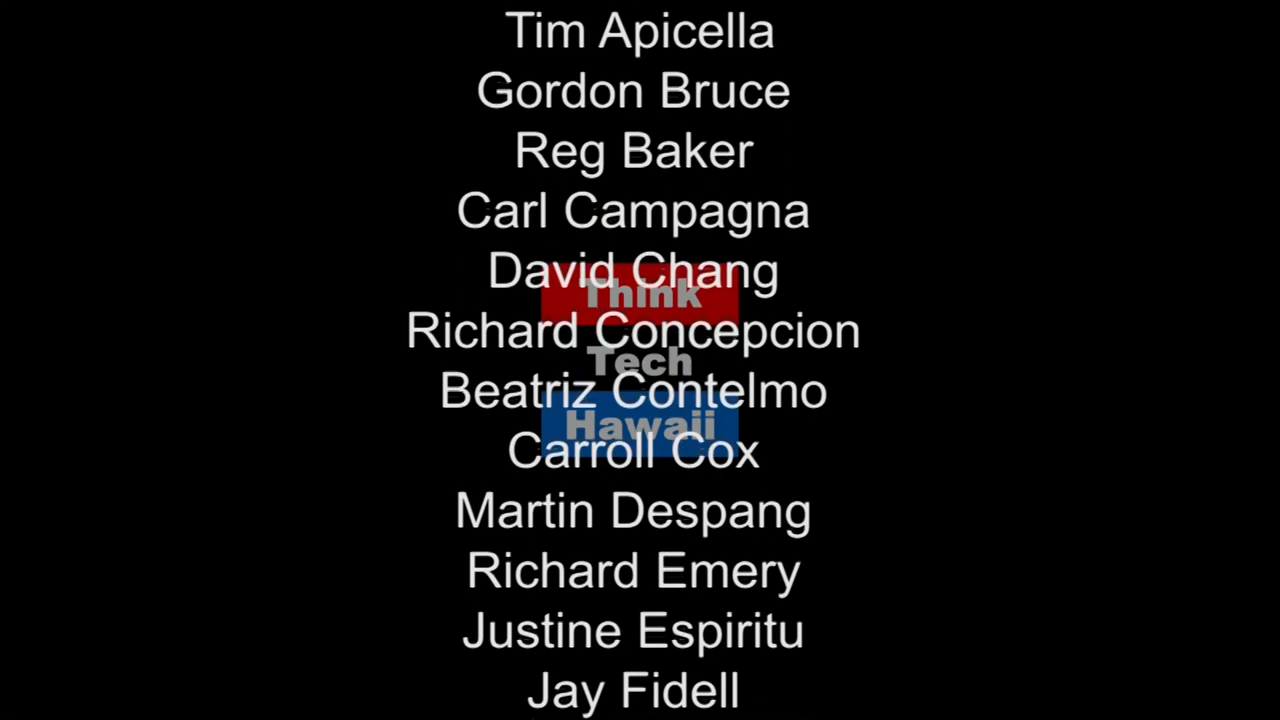 Tim Apicella
Gordon Bruce
Reg Baker
Carl Campagna
David Chang
Think
Richard Concepcion
Tech
Beatriz Contelmo
Hawaii
Carroll Cox
Martin Despang
Richard Emery
Justine Espiritu
Jay Fidell